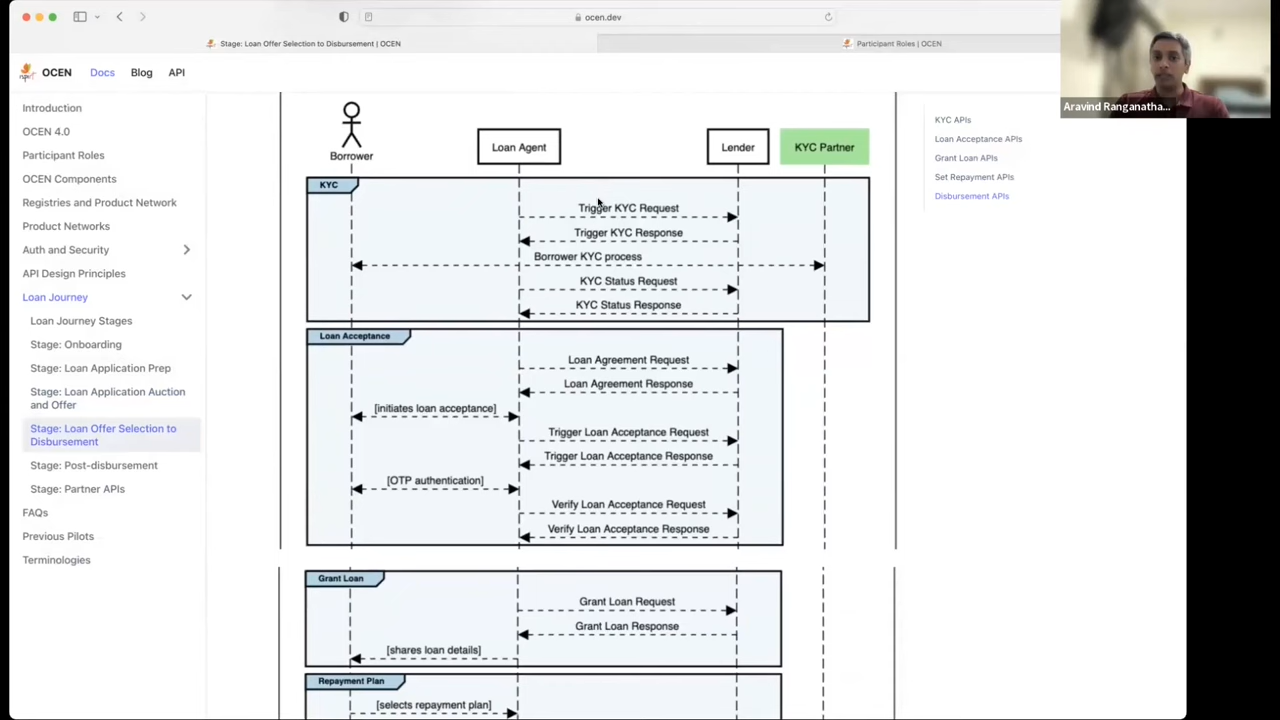 ocen.dev
Stage: Loan Offer Selection to Disbursement | OCEN
Participant Roles | OCEN
Aravind Ranganatha...
OCEN
Docs
Blog
API
Introduction
OCEN 4.0
Participant Roles
OCEN Components
Registries and Product Network
Product Networks
Auth and Security
API Design Principles
Loan Journey
Loan Journey Stages
Stage: Onboarding
Stage: Loan Application Prep
Stage: Loan Application Auction
and Offer
Stage: Loan Offer Selection to
Disbursement
Stage: Post-disbursement
Stage: Partner APIs
FAQs
Previous Pilots
Terminologies
Borrower
Loan Agent
Lender
KYC Partner
KYC
Trigger KYC Request
Trigger KYC Response
Borrower KYC process
KYC Status Request
KYC Status Response
Loan Acceptance
Loan Agreement Request
Loan Agreement Response
[initiates loan acceptance]
Trigger Loan Acceptance Request
Trigger Loan Acceptance Response
[OTP authentication]
Verify Loan Acceptance Request
Verify Loan Acceptance Response
Grant Loan
Grant Loan Request
Grant Loan Response
[shares loan details]
Repayment Plan
[selects repayment plan]
KYC APIs
Loan Acceptance APIs
Grant Loan APIs
Set Repayment APIs
Disbursement APIs